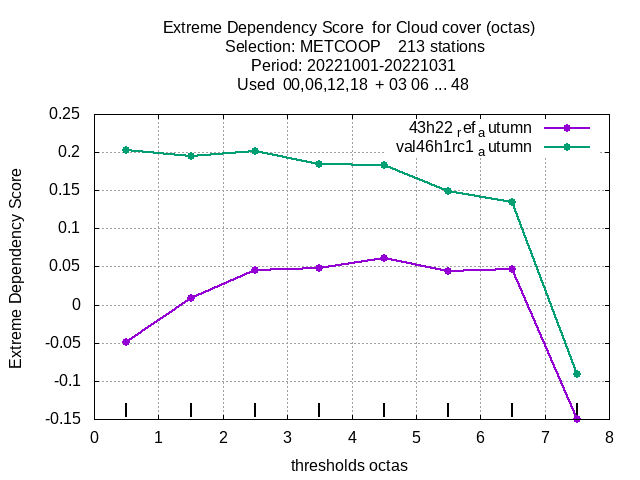 Extreme Dependency Score  for Cloud cover (octas)
Selection: METCOOP    213 stations
Period: 20221001-20221031
Used  00,06,12,18  + 03 06 ... 48
43h22 ref autumn
val46h1rc1 autumn
0.25
0.2
0.15
0.1
0.05
0
-0.05
-0.1
-0.15
Extreme Dependency Score
0 1 2 3 4 5 6 7 8
thresholds octas